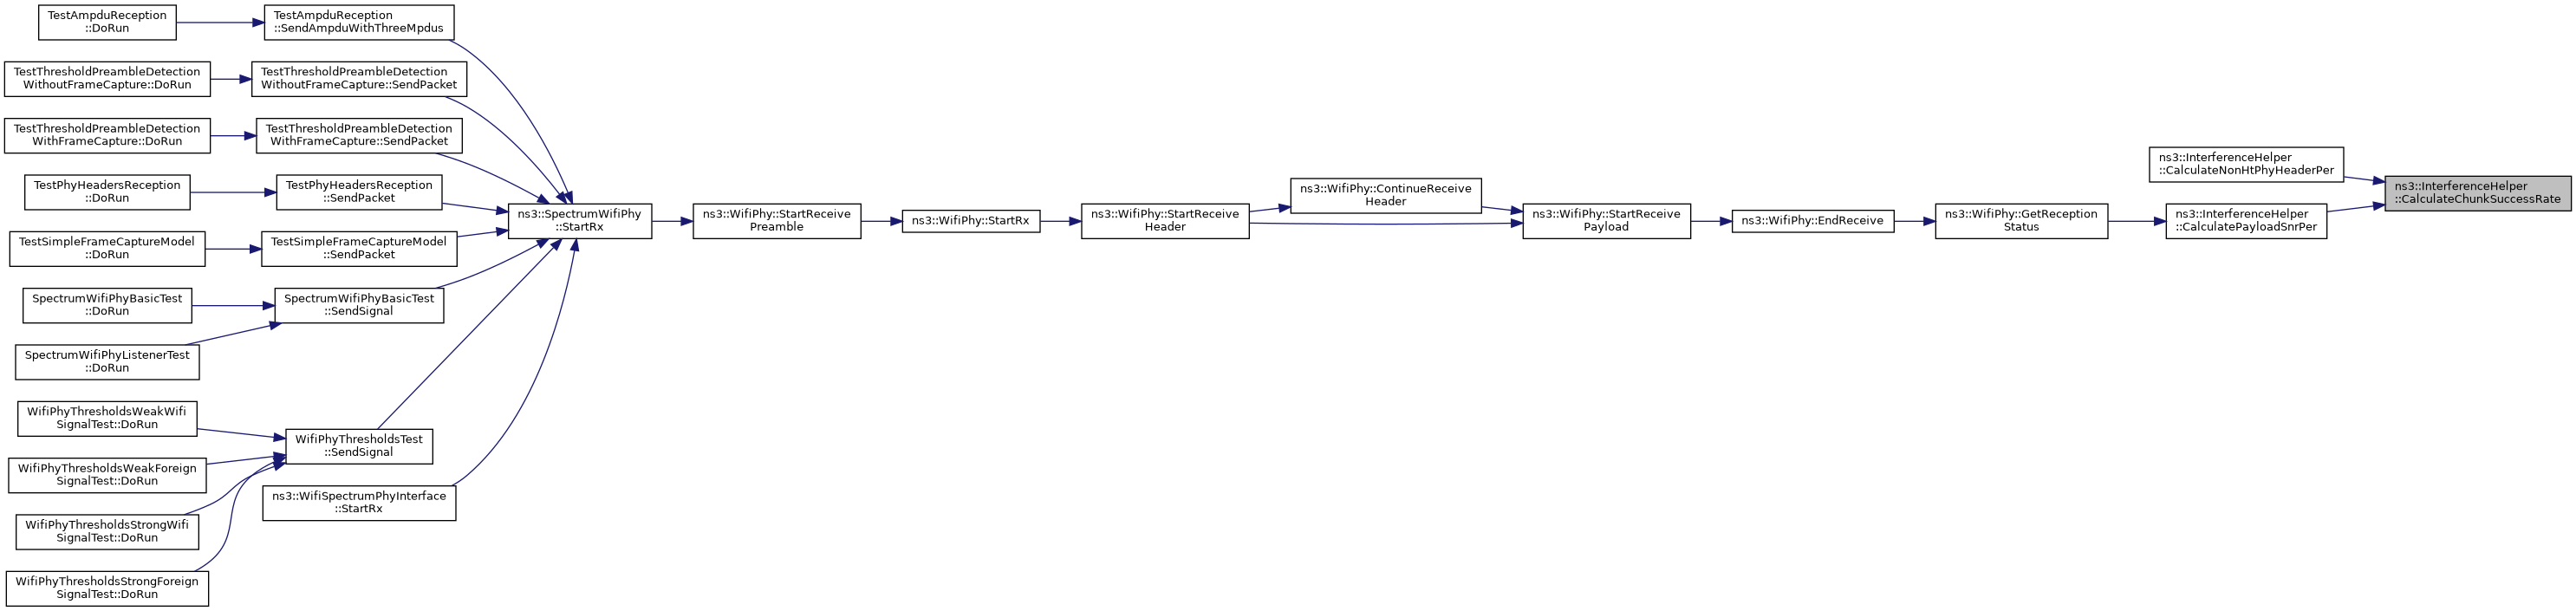 TestAmpduReception
::DoRun
TestAmpduReception
::SendAmpduWithThreeMpdus
TestThresholdPreambleDetection
WithoutFrameCapture::DoRun
TestThresholdPreambleDetection
WithoutFrameCapture::SendPacket
TestThresholdPreambleDetection
WithFrameCapture::DoRun
TestThresholdPreambleDetection
WithFrameCapture::SendPacket
TestPhyHeadersReception
::DoRun
TestPhyHeadersReception
::SendPacket
TestSimpleFrameCaptureModel
::DoRun
TestSimpleFrameCaptureModel
::SendPacket
SpectrumWifiPhyBasicTest
::DoRun
SpectrumWifiPhyBasicTest
::SendSignal
SpectrumWifiPhyListenerTest
::DoRun
WifiPhyThresholdsWeakWifi
SignalTest::DoRun
WifiPhyThresholdsTest
::SendSignal
WifiPhyThresholdsWeakForeign
SignalTest::DoRun
WifiPhyThresholdsStrongWifi
SignalTest::DoRun
WifiPhyThresholdsStrongForeign
SignalTest::DoRun
ns3::WifiSpectrumPhyInterface
::StartRx
ns3::SpectrumWifiPhy
::StartRx
ns3::WifiPhy::StartReceive
Preamble
ns3::WifiPhy::StartRx
ns3::WifiPhy::StartReceive
Header
ns3::WifiPhy::ContinueReceive
Header
ns3::WifiPhy::StartReceive
Payload
ns3::WifiPhy::EndReceive
ns3::WifiPhy::GetReception
Status
ns3::InterferenceHelper
::CalculateNonHtPhyHeaderPer
ns3::InterferenceHelper
::CalculatePayloadSnrPer
ns3::InterferenceHelper
::CalculateChunkSuccessRate